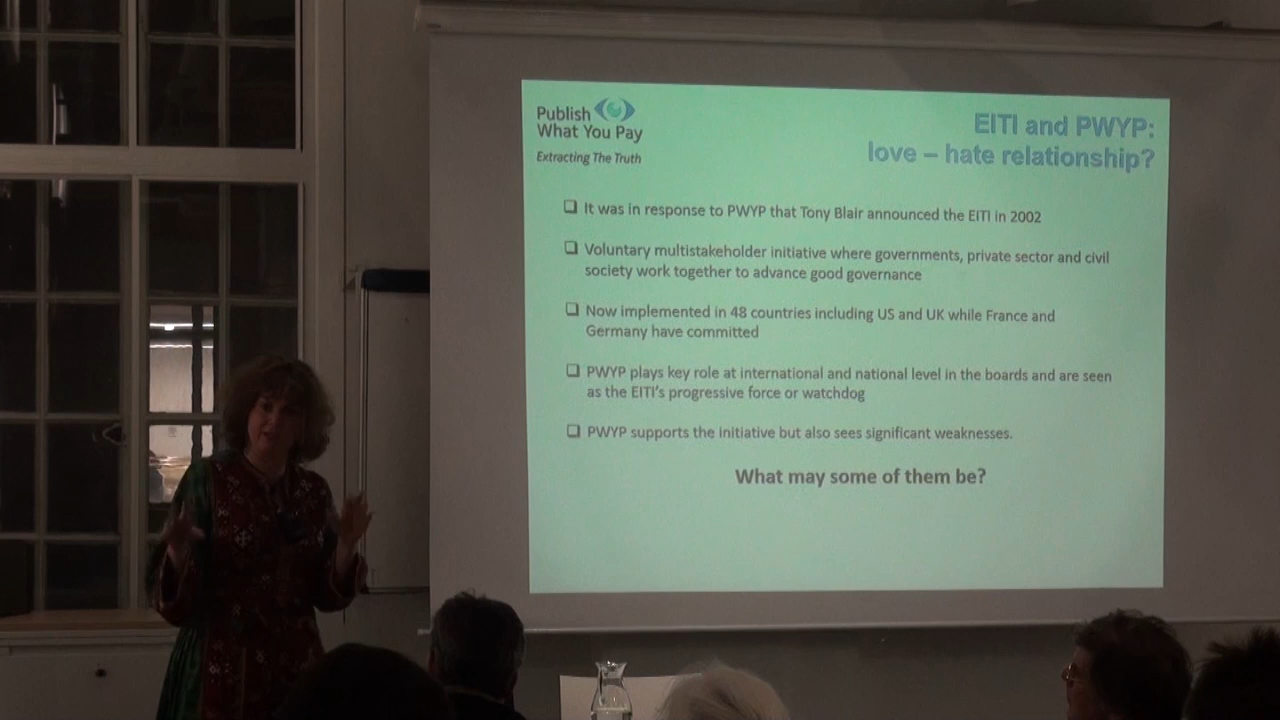 Publish
What You Pay
Extracting The Truth
EITI and PWYP:
love – hate relationship?
❑ It was in response to PWYP that Tony Blair announced the EITI in 2002
❑ Voluntary multistakeholder initiative where governments, private sector and civil
society work together to advance good governance
❑ Now implemented in 48 countries including US and UK while France and
Germany have committed
❑ PWYP plays key role at international and national level in the boards and are seen
as the EITI's progressive force or watchdog
❑ PWYP supports the initiative but also sees significant weaknesses.
What may some of them be?